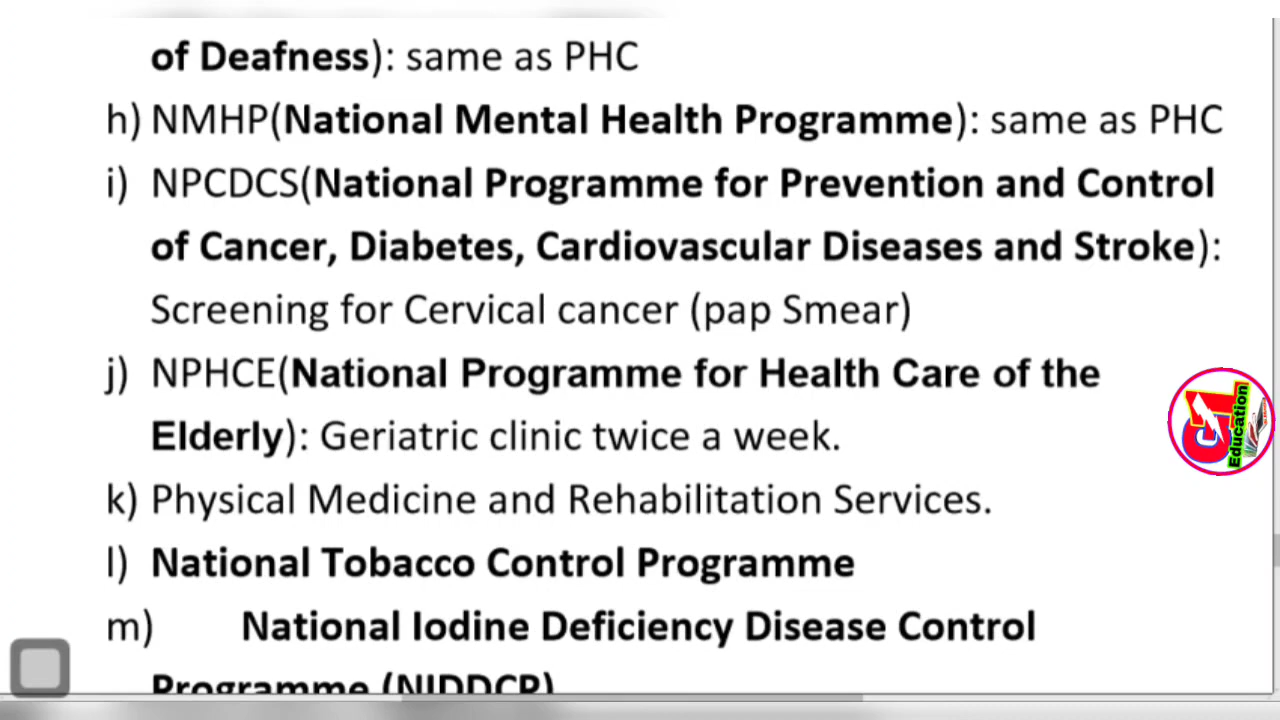 of Deafness): same as PHC
h) NMHP(National Mental Health Programme): same as PHC
i) NPCDCS(National Programme for Prevention and Control
of Cancer, Diabetes, Cardiovascular Diseases and Stroke):
Screening for Cervical cancer (pap Smear)
j) NPHCE(National Programme for Health Care of the
Elderly): Geriatric clinic twice a week.
k) Physical Medicine and Rehabilitation Services.
l) National Tobacco Control Programme
m) National Iodine Deficiency Disease Control
Programme (NIDDCP)
Education